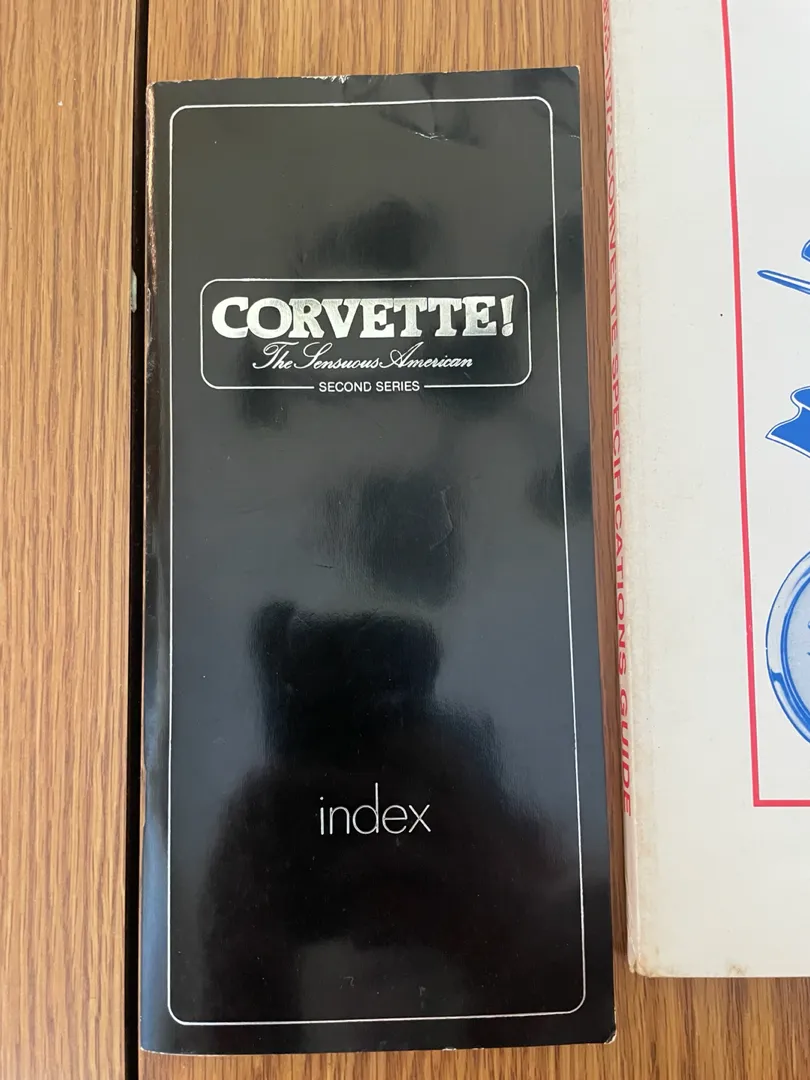 CORVETTE!
The Sensuous American
SECOND SERIES
index
CORVETTE SPECIFICATIONS GUIDE